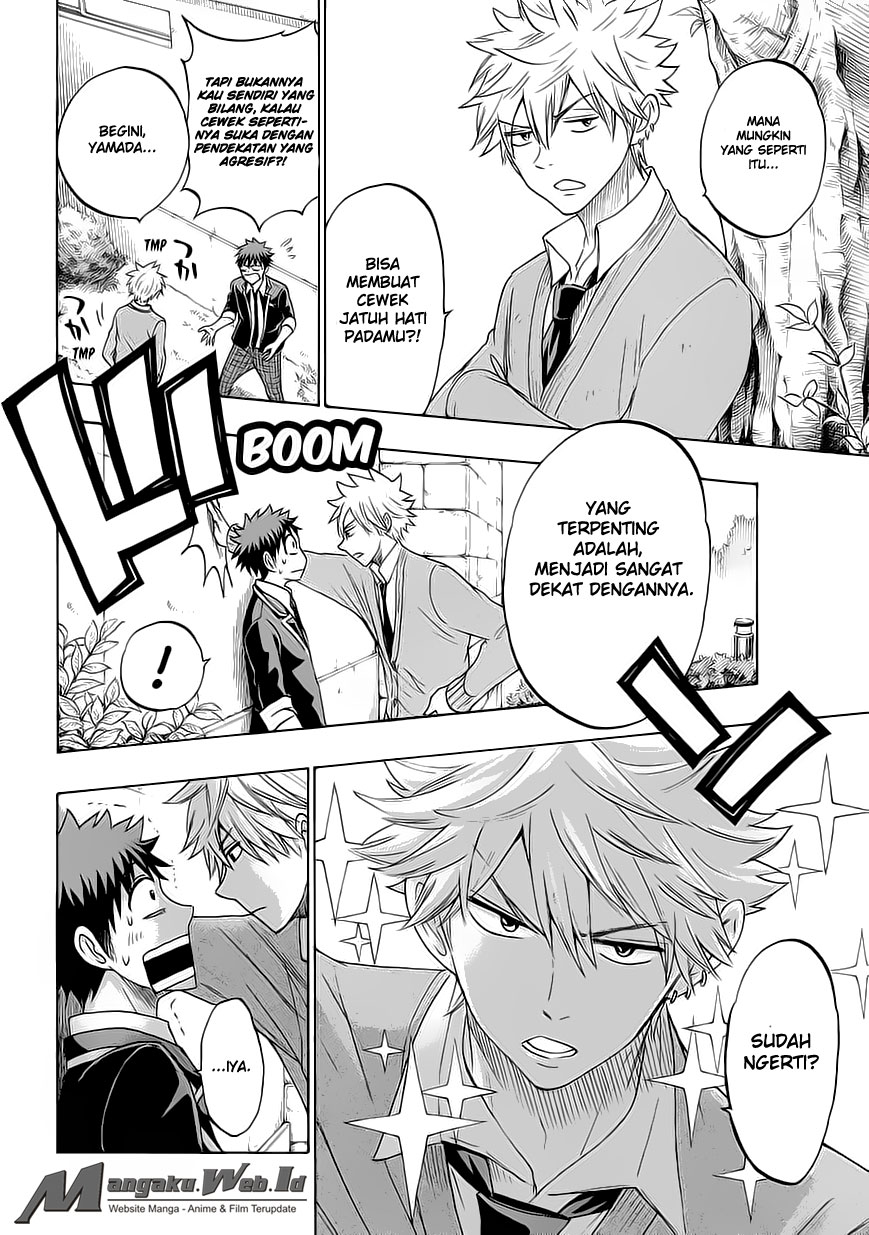 MANA
MUNGKIN
YANG SEPERTI
ITU...
BISA
MEMBUAT
CEWEK
JATUH HATI
PADAMU?!
TAPI BUKANNYA
KAU SENDIRI YANG
BILANG, KALAU
CEWEK SEPERTI-
NYA SUKA DENGAN
PENDEKATAN YANG
AGRESIF?!
BEGINI,
YAMADA...
TMP
つか
つか
TMP
YANG
TERPENTING
ADALAH,
MENJADI SANGAT
DEKAT DENGANNYA.
BOOM
ドン
!
SUDAH
NGERTI?
...IYA.
Mangaku.Web.Id
Website Manga - Anime & Film Terupdate